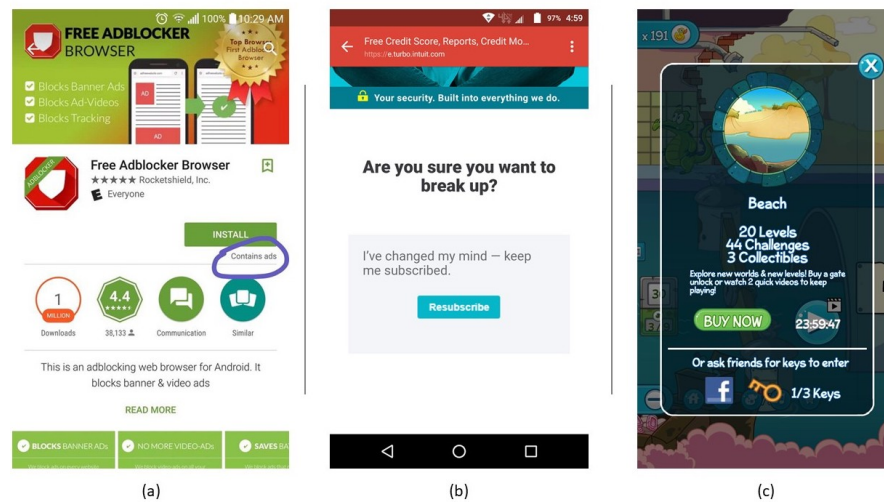 100% 10:29 AM
FREE ADBLOCKER
BROWSER
Top Browser
First Adblock
Browser
Blocks Banner Ads
Blocks Ad-Videos
Blocks Tracking
AD
AD
ADBLOCKER
Free Adblocker Browser
★★★★★ Rocketshield, Inc.
E Everyone
INSTALL
Contains ads
1
MILLION
4.4
Downloads
38,133
Communication
Similar
This is an adblocking web browser for Android. It
blocks banner & video ads
READ MORE
BLOCKS BANNER ADs
NO MORE VIDEO-ADs
SAVES
(a)
97% 4:59
Free Credit Score, Reports, Credit Mo...
https://e.turbo.intuit.com
Your security. Built into everything we do.
Are you sure you want to
break up?
I've changed my mind — keep
me subscribed.
Resubscribe
(b)
x 191
X
Beach
20 Levels
44 Challenges
3 Collectibles
Explore new worlds & new levels! Buy a gate
unlock or watch 2 quick videos to keep
playing!
30
BUY NOW
23:59:47
Or ask friends for keys to enter
f
1/3 Keys
(c)